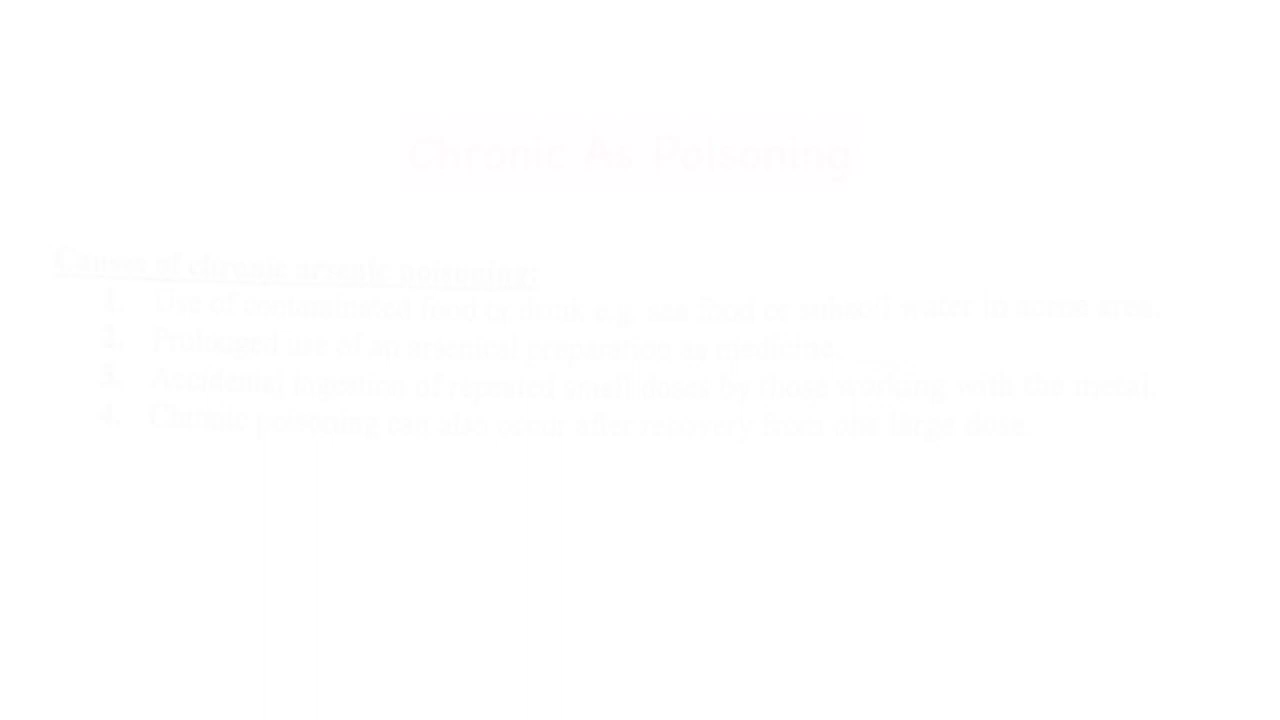 Chronic As Poisoning
Causes of chronic arsenic poisoning:
1. Use of contaminated food or drink e.g. sea food or subsoil water in some area.
2. Prolonged use of an arsenical preparation as medicine.
3. Accidental ingestion of repeated small doses by those working with the metal.
4. Chronic poisoning can also occur after recovery from one large dose.